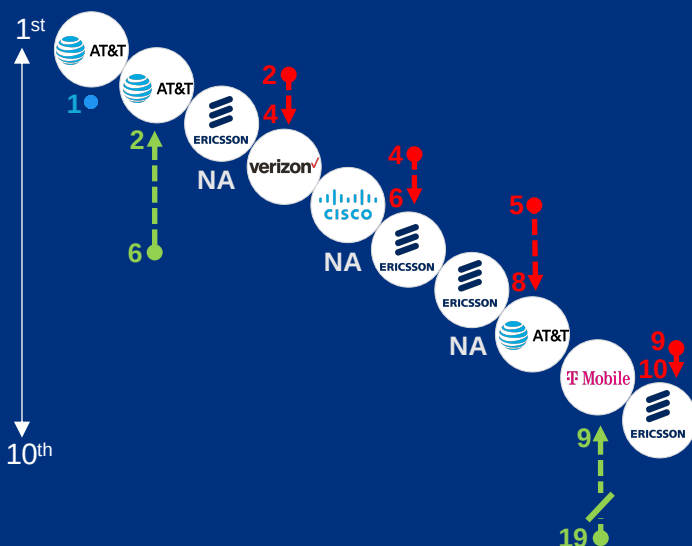 1st
AT&T
1
AT&T
2
6
ERICSSON
NA
2
4
verizon
CISCO
NA
4
6
ERICSSON
ERICSSON
NA
5
8
AT&T
T Mobile
9
19
9
10
ERICSSON
10th